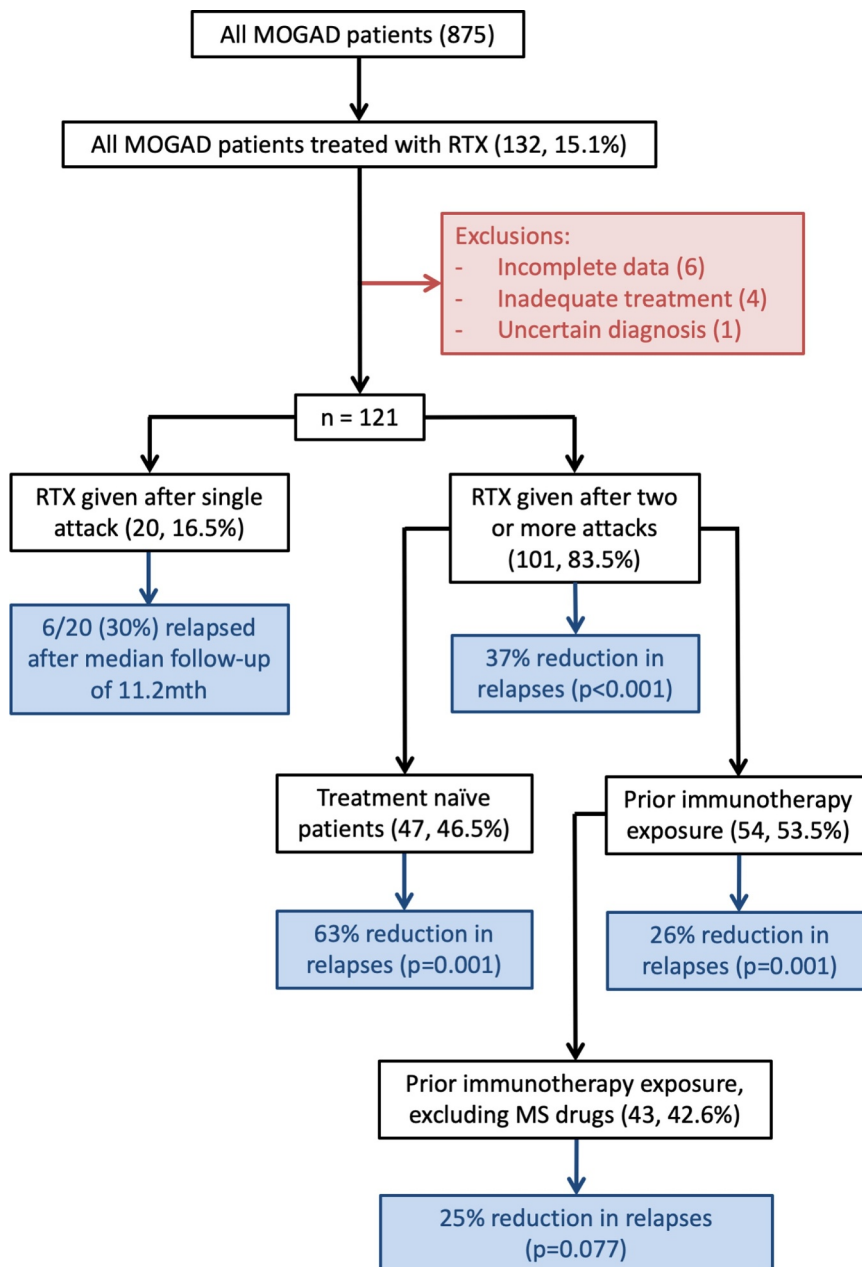 All MOGAD patients (875)
All MOGAD patients treated with RTX (132, 15.1%)
Exclusions:
- Incomplete data (6)
- Inadequate treatment (4)
- Uncertain diagnosis (1)
n = 121
RTX given after single
attack (20, 16.5%)
RTX given after two
or more attacks
(101, 83.5%)
6/20 (30%) relapsed
after median follow-up
of 11.2mth
37% reduction in
relapses (p<0.001)
Treatment naïve
patients (47, 46.5%)
Prior immunotherapy
exposure (54, 53.5%)
63% reduction in
relapses (p=0.001)
26% reduction in
relapses (p=0.001)
Prior immunotherapy exposure,
excluding MS drugs (43, 42.6%)
25% reduction in relapses
(p=0.077)